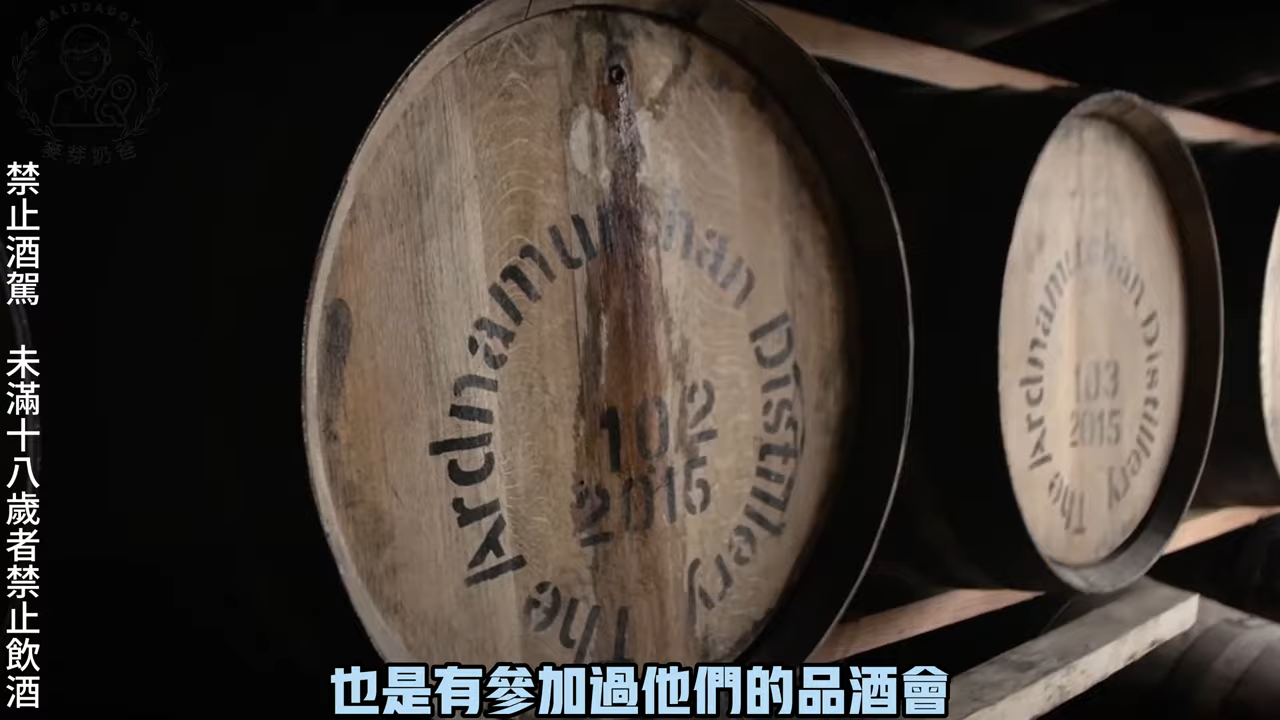 MALTDADDY
麥芽奶爸
禁止酒駕 未滿十八歲者禁止飲酒
The Ardnamurchan Distillery
102
2015
The Ardnamurchan Distillery
103
2015
也是有參加過他們的品酒會